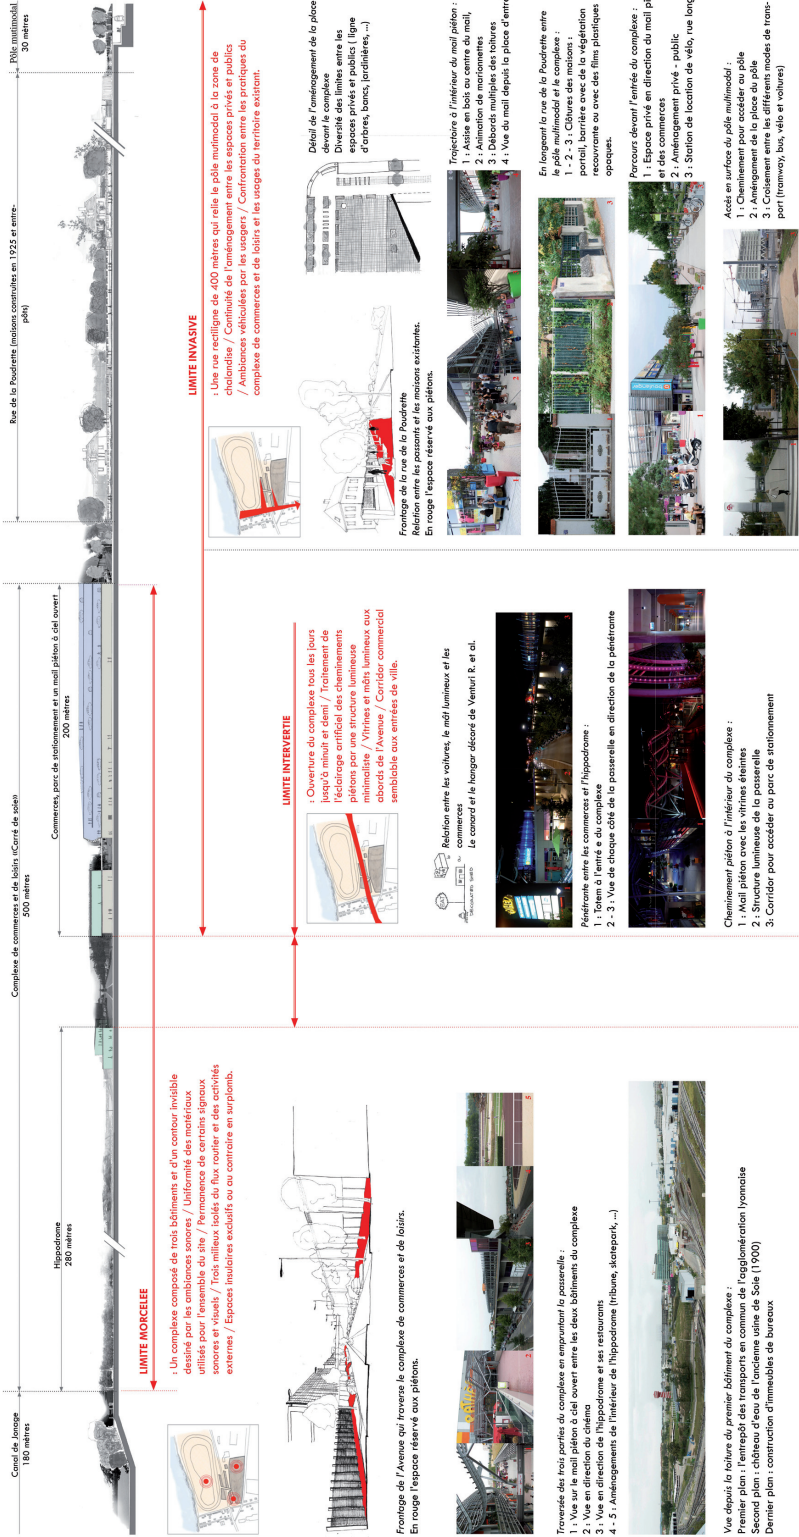 Canal de Jonage
180 mètres
Hippodrome
280 mètres
Complexe de commerces et de loisirs «Carré de soie»
500 mètres
Commerces, parc de stationnement et un mail piéton à ciel ouvert
200 mètres
Rue de la Poudrette (maisons construites en 1925 et entre-
pôts)
Pôle mutimodal
30 mètres
LIMITE MORCELEE
: Un complexe composé de trois bâtiments et d'un contour invisible
dessiné par les ambiances sonores / Uniformité des matériaux
utilisés pour l'ensemble du site / Permanence de certains signaux
sonores et visuels / Trois milieux isolés du flux routier et des activités
externes / Espaces insulaires exclusifs ou au contraire en surplomb.
Frontage de l'Avenue qui traverse le complexe de commerces et de loisirs.
En rouge l'espace réservé aux piétons.
2
5
Traversée des trois parties du complexe en empruntant la passerelle :
1 : Vue sur le mail piéton à ciel ouvert entre les deux bâtiments du complexe
2 : Vue en direction du cinéma
3 : Vue en direction de l'hippodrome et ses restaurants
4 - 5 : Aménagements de l'intérieur de l'hippodrome (tribune, skatepark, ...)
Vue depuis la toiture du premier bâtiment du complexe :
Premier plan : l'entrepôt des transports en commun de l'agglomération lyonnaise
Second plan : château d'eau de l'ancienne usine de Soie (1900)
Dernier plan : construction d'immeubles de bureaux
LIMITE INTERVERTIE
: Ouverture du complexe tous les jours
jusqu'à minuit et demi / Traitement de
l'éclairage artificiel des cheminements
piétons par une structure lumineuse
minimaliste / Vitrines et mâts lumineux aux
abords de l'Avenue / Corridor commercial
semblable aux entrées de ville.
EAT
DECORATED SHED
Relation entre les voitures, le mât lumineux et les
commerces
Le canard et le hangar décoré de Venturi R. et al.
Pénétrante entre les commerces et l'hippodrome :
1 : Totem à l'entré e du complexe
2 - 3 : Vue de chaque côté de la passerelle en direction de la pénétrante
Cheminement piéton à l'intérieur du complexe :
1 : Mail piéton avec les vitrines éteintes
2 : Structure lumineuse de la passerelle
3: Corridor pour accéder au parc de stationnement
LIMITE INVASIVE
: Une rue rectiligne de 400 mètres qui relie le pôle mutimodal à la zone de
chalandise / Continuité de l'aménagement entre les espaces privés et publics
/ Ambiances véhiculées par les usagers / Confrontation entre les pratiques du
complexe de commerces et de loisirs et les usages du territoire existant.
Frontage de la rue de la Poudrette
Relation entre les passants et les maisons existantes.
En rouge l'espace réservé aux piétons.
Détail de l'aménagement de la place
devant le complexe
Diversité des limites entre les
espaces privés et publics ( ligne
d'arbres, bancs, jardinières, ...)
1
2
Trajectoire à l'intérieur du mail piéton :
1 : Assise en bois au centre du mail,
2 : Animation de marionnettes
3 : Débords multiples des toitures
4 : Vue du mail depuis la place d'entr
3
En longeant la rue de la Poudrette entre
le pôle multimodal et le complexe :
1 - 2 - 3 : Clôtures des maisons :
portail, barrière avec de la végétation
recouvrante ou avec des films plastiques
opaques.
1
Parcours devant l'entrée du complexe :
1 : Espace privé en direction du mail pi
et des commerces
2 : Aménagement privé - public
3 : Station de location de vélo, rue long
1
2
Accès en surface du pôle multimodal :
1 : Cheminement pour accéder au pôle
2 : Aménagement de la place du pôle
3 : Croisement entre les différents modes de trans-
port (tramway, bus, vélo et voitures)